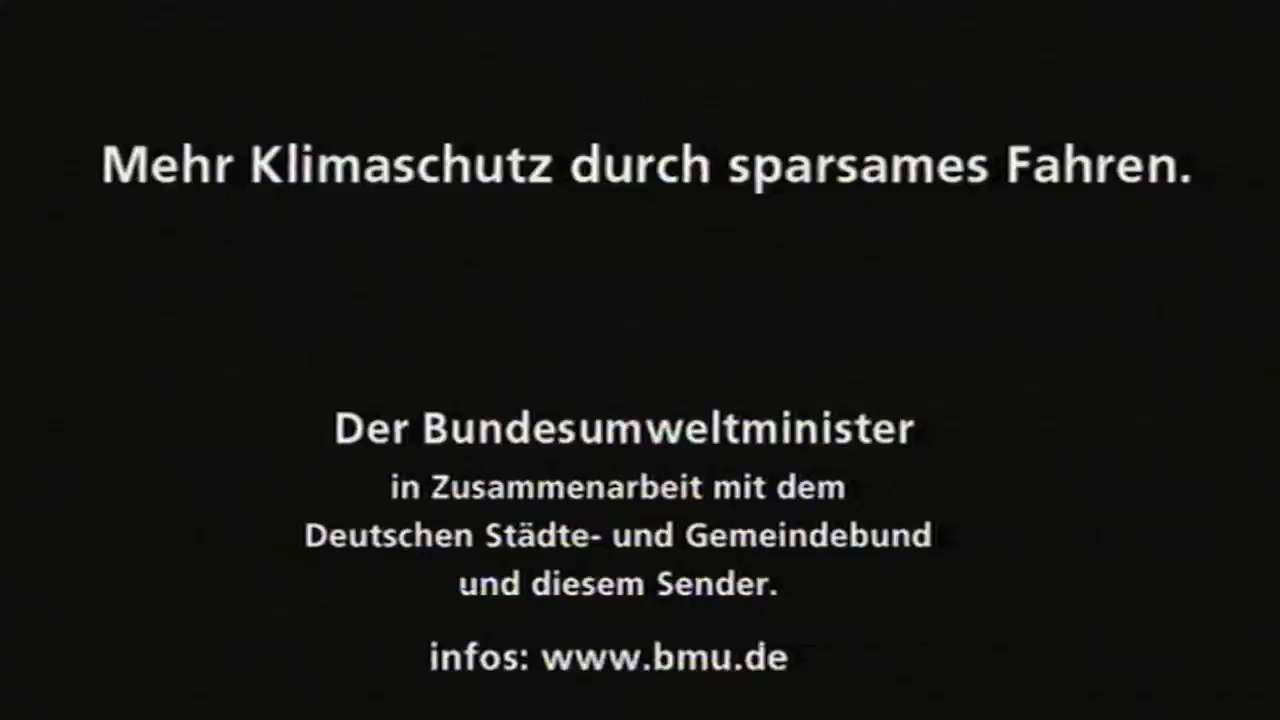 Mehr Klimaschutz durch sparsames Fahren.
Der Bundesumweltminister
in Zusammenarbeit mit dem
Deutschen Städte- und Gemeindebund
und diesem Sender.
infos: www.bmu.de